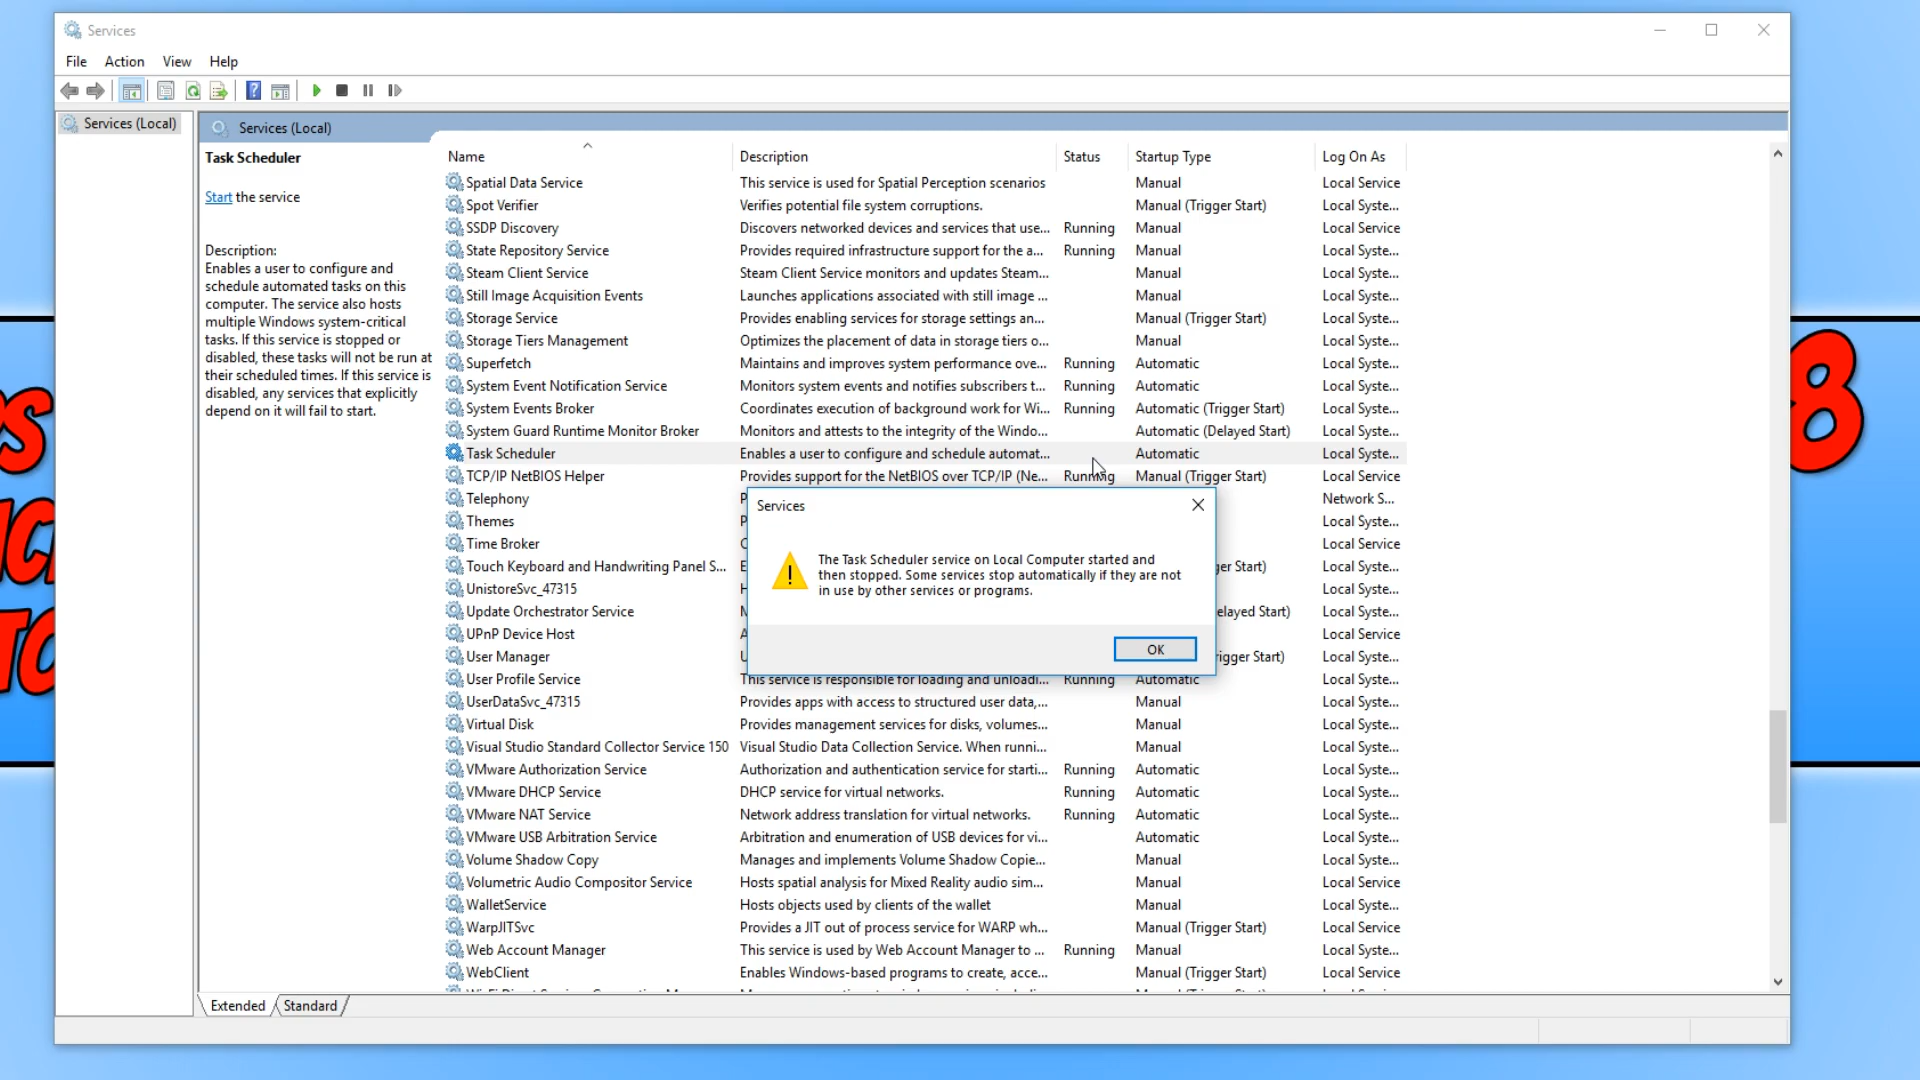 Services
File Action View Help
Services (Local)
Services (Local)
Task Scheduler
Start the service
Description:
Enables a user to configure and
schedule automated tasks on this
computer. The service also hosts
multiple Windows system-critical
tasks. If this service is stopped or
disabled, these tasks will not be run at
their scheduled times. If this service is
disabled, any services that explicitly
depend on it will fail to start.
Name Description Status Startup Type Log On As
Spatial Data Service This service is used for Spatial Perception scenarios Manual Local Service
Spot Verifier Verifies potential file system corruptions. Manual (Trigger Start) Local Syste...
SSDP Discovery Discovers networked devices and services that use... Running Manual Local Service
State Repository Service Provides required infrastructure support for the a... Running Manual Local Syste...
Steam Client Service Steam Client Service monitors and updates Steam... Manual Local Syste...
Still Image Acquisition Events Launches applications associated with still image ... Manual Local Syste...
Storage Service Provides enabling services for storage settings an... Manual (Trigger Start) Local Syste...
Storage Tiers Management Optimizes the placement of data in storage tiers o... Manual Local Syste...
Superfetch Maintains and improves system performance ove... Running Automatic Local Syste...
System Event Notification Service Monitors system events and notifies subscribers t... Running Automatic Local Syste...
System Events Broker Coordinates execution of background work for Wi... Running Automatic (Trigger Start) Local Syste...
System Guard Runtime Monitor Broker Monitors and attests to the integrity of the Windo... Automatic (Delayed Start) Local Syste...
Task Scheduler Enables a user to configure and schedule automat... Automatic Local Syste...
TCP/IP NetBIOS Helper Provides support for the NetBIOS over TCP/IP (Ne... Running Manual (Trigger Start) Local Service
Telephony P Network S...
Themes P Local Syste...
Time Broker C Local Service
Touch Keyboard and Handwriting Panel S... E ger Start) Local Syste...
UnistoreSvc_47315 H Local Syste...
Update Orchestrator Service M elayed Start) Local Syste...
UPnP Device Host A Local Service
User Manager U rigger Start) Local Syste...
Services
The Task Scheduler service on Local Computer started and
then stopped. Some services stop automatically if they are not
in use by other services or programs.
OK
User Profile Service This service is responsible for loading and unloadi... Running Automatic Local Syste...
UserDataSvc_47315 Provides apps with access to structured user data,... Manual Local Syste...
Virtual Disk Provides management services for disks, volumes... Manual Local Syste...
Visual Studio Standard Collector Service 150 Visual Studio Data Collection Service. When runni... Manual Local Syste...
VMware Authorization Service Authorization and authentication service for starti... Running Automatic Local Syste...
VMware DHCP Service DHCP service for virtual networks. Running Automatic Local Syste...
VMware NAT Service Network address translation for virtual networks. Running Automatic Local Syste...
VMware USB Arbitration Service Arbitration and enumeration of USB devices for vi... Automatic Local Syste...
Volume Shadow Copy Manages and implements Volume Shadow Copie... Manual Local Syste...
Volumetric Audio Compositor Service Hosts spatial analysis for Mixed Reality audio sim... Manual Local Service
WalletService Hosts objects used by clients of the wallet Manual Local Syste...
WarpJITSvc Provides a JIT out of process service for WARP wh... Manual (Trigger Start) Local Service
Web Account Manager This service is used by Web Account Manager to ... Running Manual Local Syste...
WebClient Enables Windows-based programs to create, acce... Manual (Trigger Start) Local Service
Extended Standard
8